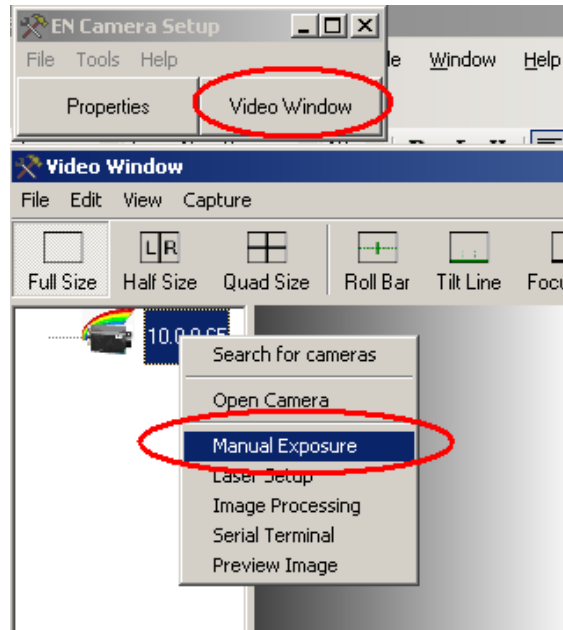 EN Camera Setup
File Tools Help
Window Help
Properties Video Window
Video Window
File Edit View Capture
L R
Full Size Half Size Quad Size Roll Bar Tilt Line
Search for cameras
Open Camera
Manual Exposure
Laser Setup
Image Processing
Serial Terminal
Preview Image